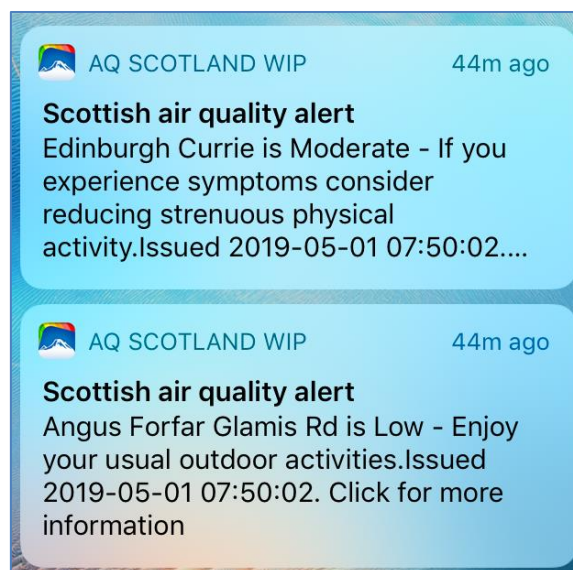 AQ SCOTLAND WIP 44m ago
Scottish air quality alert
Edinburgh Currie is Moderate - If you
experience symptoms consider
reducing strenuous physical
activity.Issued 2019-05-01 07:50:02....
AQ SCOTLAND WIP 44m ago
Scottish air quality alert
Angus Forfar Glamis Rd is Low - Enjoy
your usual outdoor activities.Issued
2019-05-01 07:50:02. Click for more
information